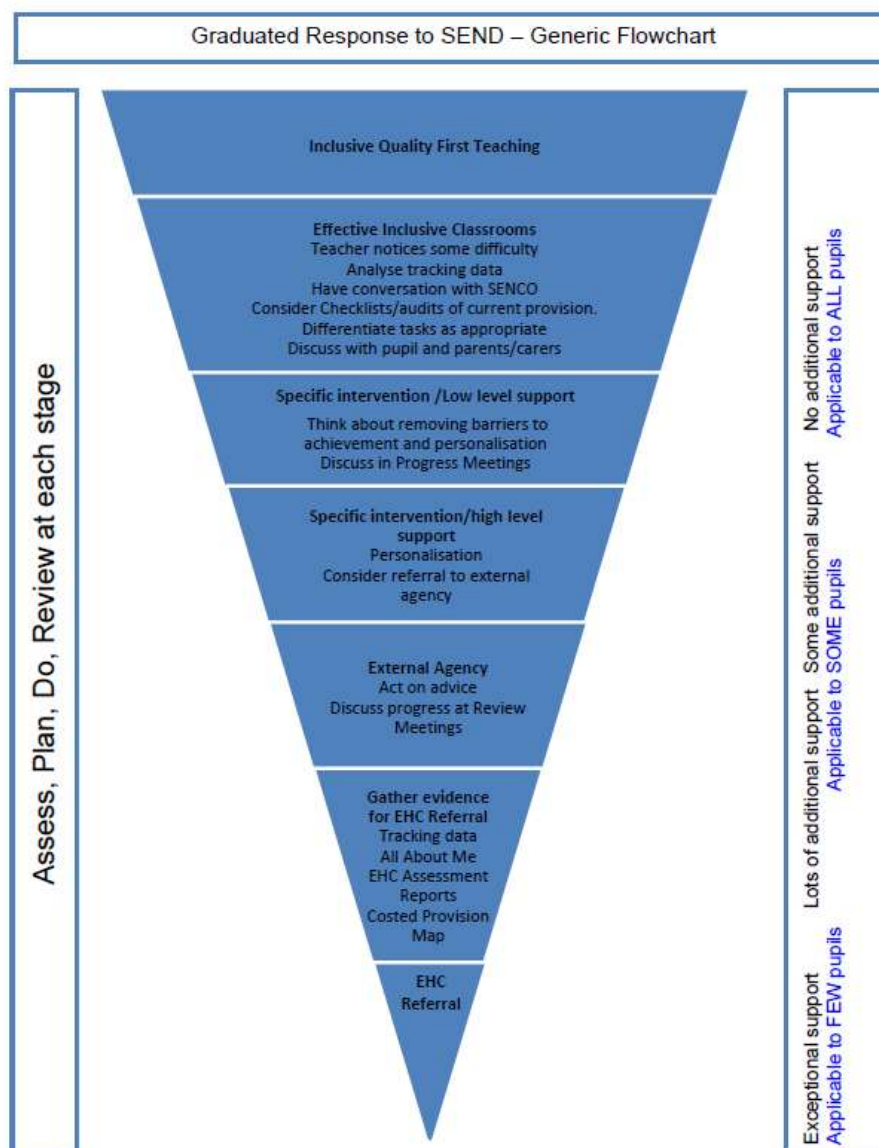 Graduated Response to SEND – Generic Flowchart
Assess, Plan, Do, Review at each stage
Inclusive Quality First Teaching
Effective Inclusive Classrooms
Teacher notices some difficulty
Analyse tracking data
Have conversation with SENCO
Consider Checklists/audits of current provision.
Differentiate tasks as appropriate
Discuss with pupil and parents/carers
Specific intervention /Low level support
Think about removing barriers to
achievement and personalisation
Discuss in Progress Meetings
Specific intervention/high level
support
Personalisation
Consider referral to external
agency
External Agency
Act on advice
Discuss progress at Review
Meetings
Gather evidence
for EHC Referral
Tracking data
All About Me
EHC Assessment
Reports
Costed Provision
Map
EHC
Referral
Exceptional support Lots of additional support Some additional support No additional support
Applicable to FEW pupils Applicable to SOME pupils Applicable to ALL pupils